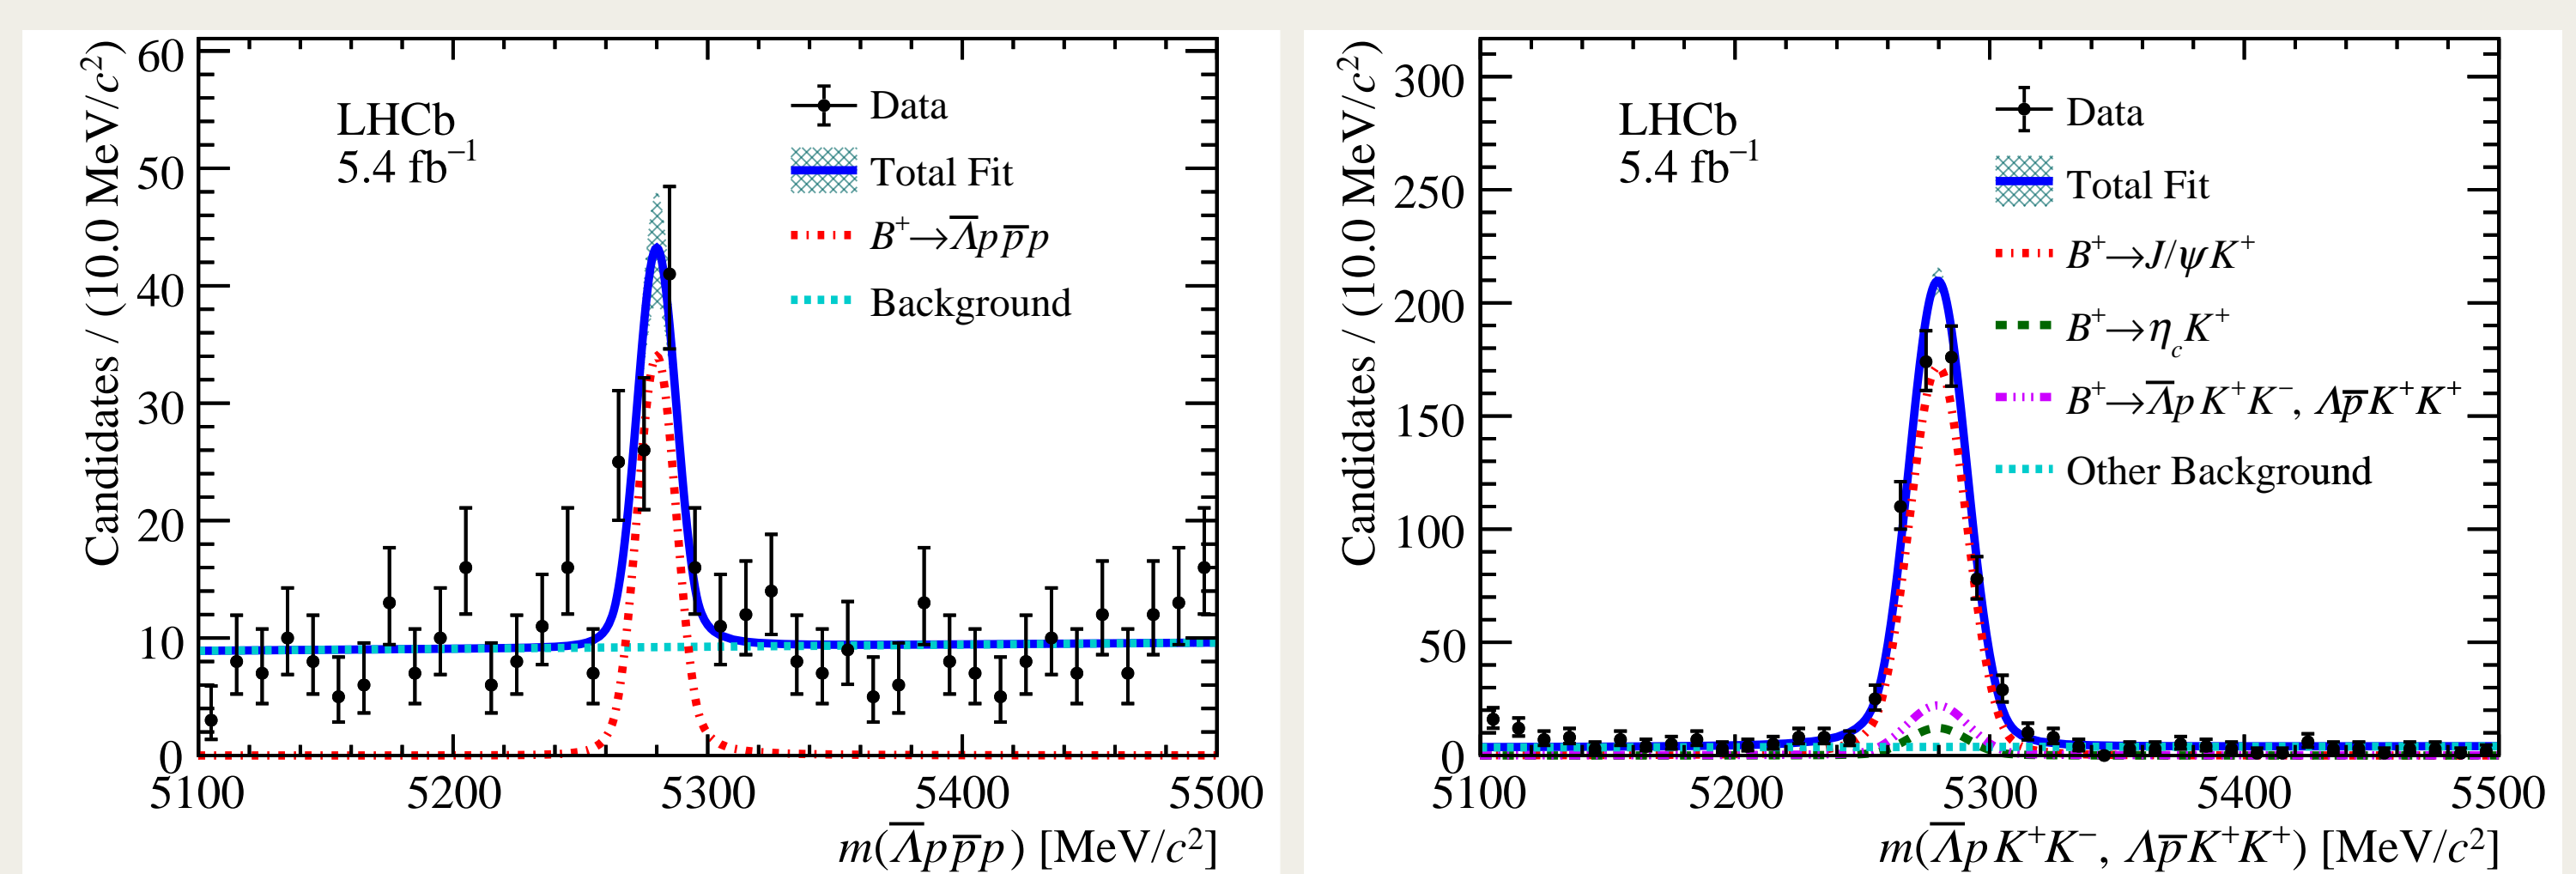 Candidates / (10.0 MeV/c²)
60
50
40
30
20
10
0
LHCb
5.4 fb⁻¹
Data
Total Fit
B⁺→Λ̅pp̅p
Background
5100 5200 5300 5400 5500
m(Λ̅pp̅p) [MeV/c²]
Candidates / (10.0 MeV/c²)
300
250
200
150
100
50
0
LHCb
5.4 fb⁻¹
Data
Total Fit
B⁺→J/ψK⁺
B⁺→η_cK⁺
B⁺→Λ̅pK⁺K⁻, Λp̅K⁺K⁺
Other Background
5100 5200 5300 5400 5500
m(Λ̅pK⁺K⁻, Λp̅K⁺K⁺) [MeV/c²]